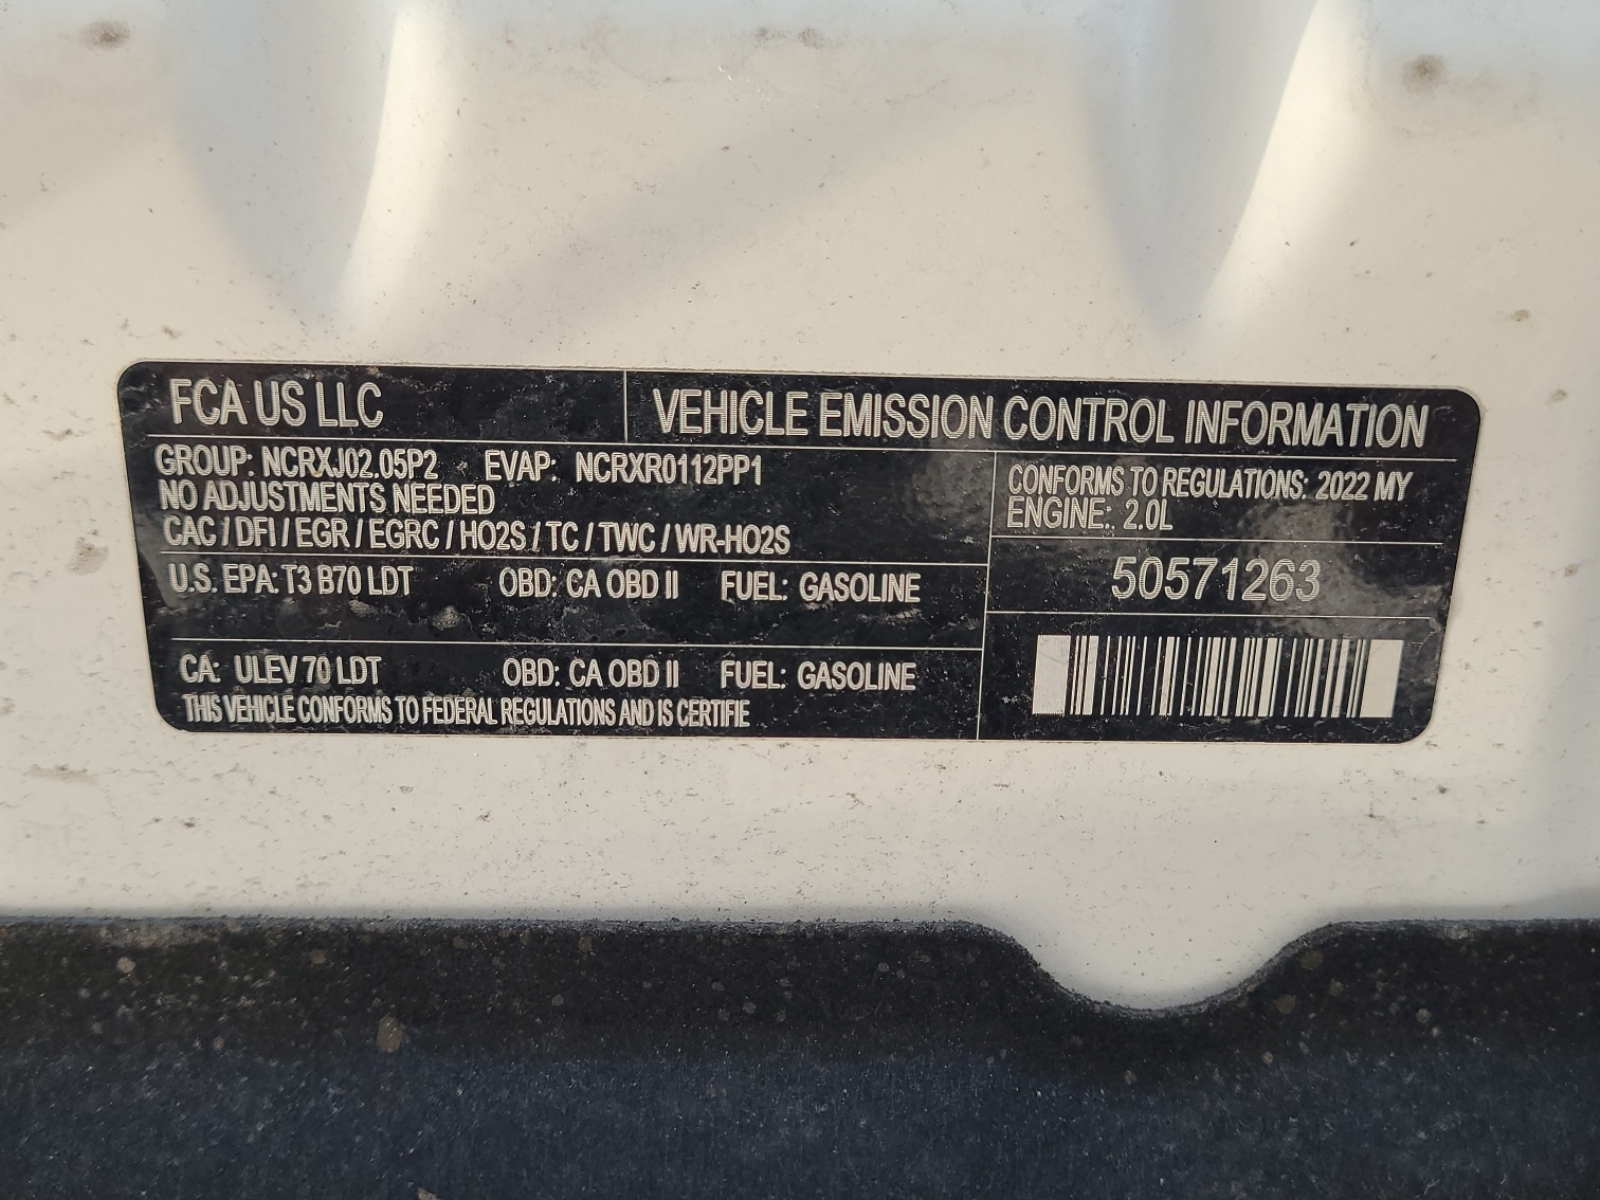 FCA US LLC
VEHICLE EMISSION CONTROL INFORMATION
GROUP: NCRXJ02.05P2 EVAP: NCRXR0112PP1
NO ADJUSTMENTS NEEDED
CAC / DFI / EGR / EGRC / HO2S / TC / TWC / WR-HO2S
U.S. EPA: T3 B70 LDT OBD: CA OBD II FUEL: GASOLINE
CA: ULEV 70 LDT OBD: CA OBD II FUEL: GASOLINE
THIS VEHICLE CONFORMS TO FEDERAL REGULATIONS AND IS CERTIFIE
CONFORMS TO REGULATIONS: 2022 MY
ENGINE: 2.0L
50571263